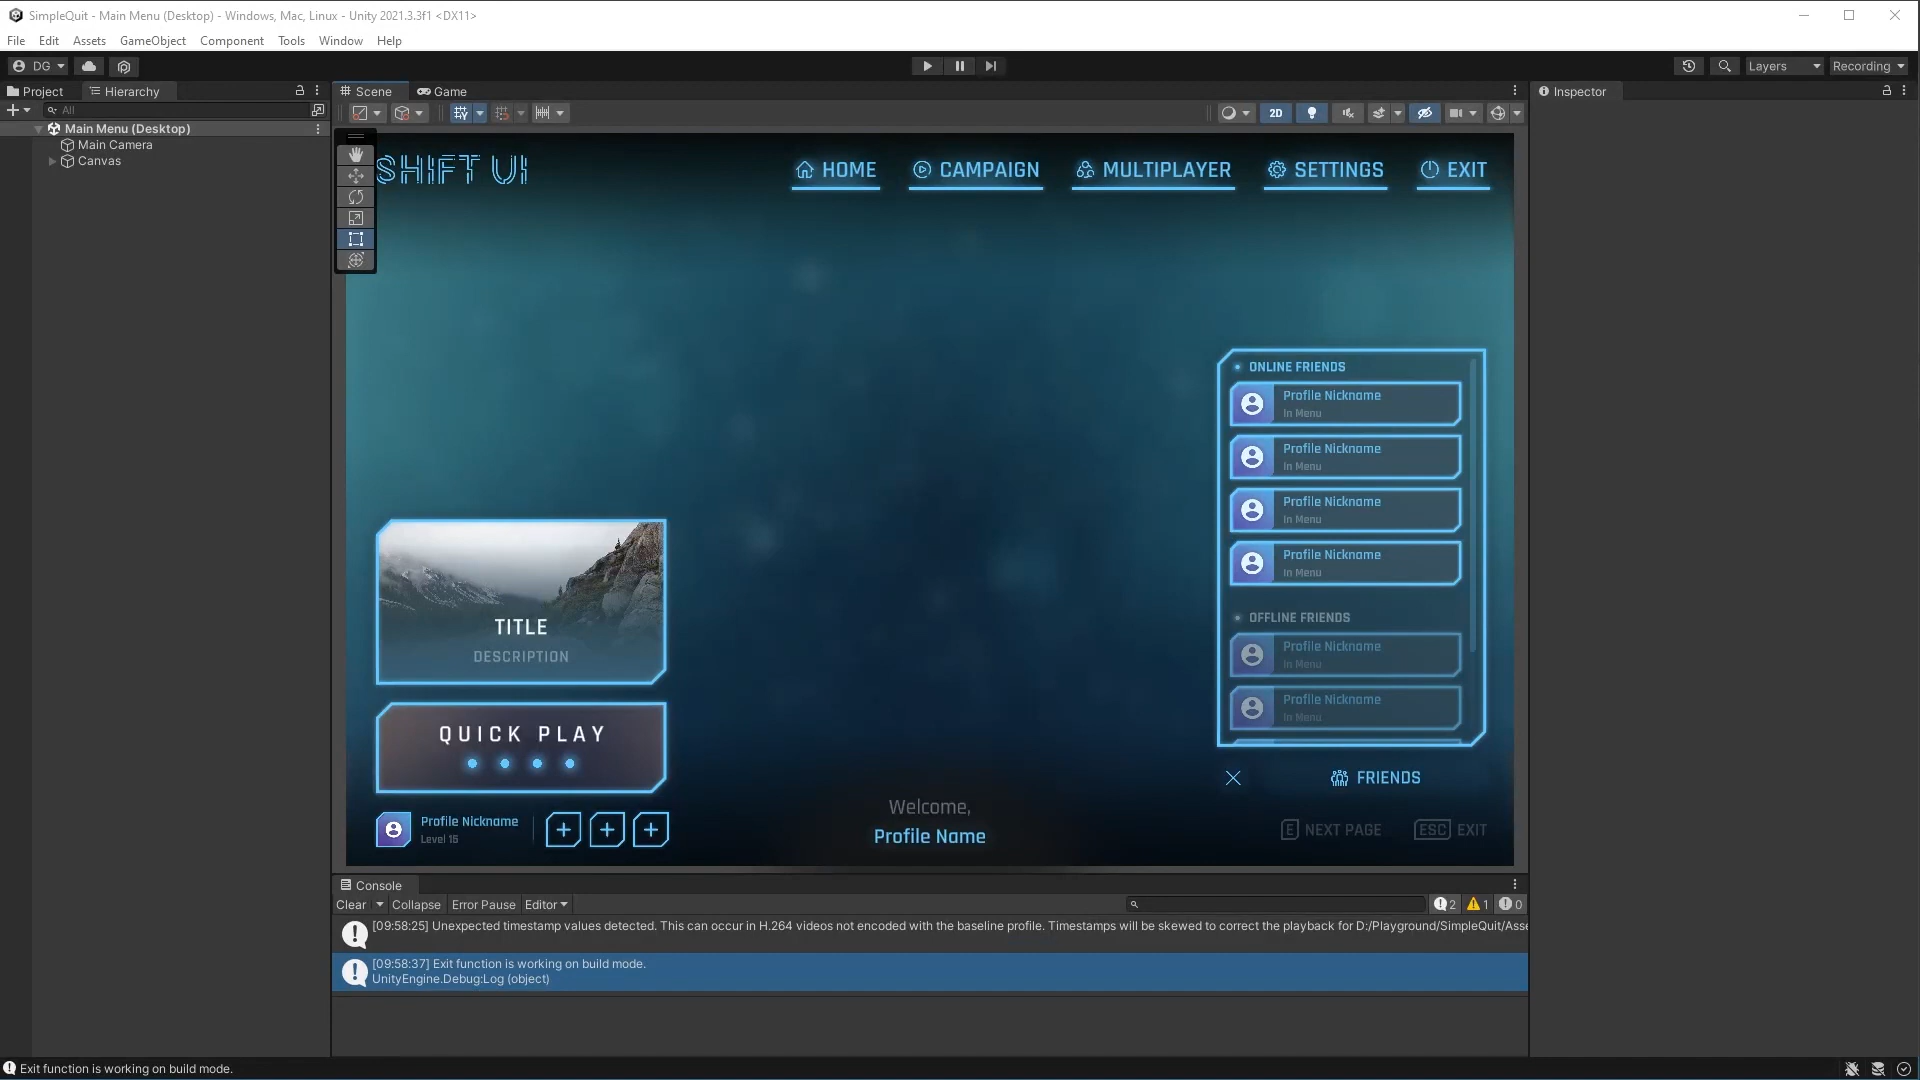 SimpleQuit - Main Menu (Desktop) - Windows, Mac, Linux - Unity 2021.3.3f1 <DX11>
File Edit Assets GameObject Component Tools Window Help
DG
Layers
Recording
Project
Hierarchy
Scene
Game
Inspector
All
2D
Main Menu (Desktop)
Main Camera
Canvas
SHIFT UI
HOME
CAMPAIGN
MULTIPLAYER
SETTINGS
EXIT
ONLINE FRIENDS
Profile Nickname
In Menu
Profile Nickname
In Menu
Profile Nickname
In Menu
Profile Nickname
In Menu
OFFLINE FRIENDS
Profile Nickname
In Menu
Profile Nickname
In Menu
TITLE
DESCRIPTION
QUICK PLAY
FRIENDS
Profile Nickname
Level 15
Welcome,
Profile Name
E NEXT PAGE
ESC EXIT
Console
Clear Collapse Error Pause Editor
2 1 0
[09:58:25] Unexpected timestamp values detected. This can occur in H.264 videos not encoded with the baseline profile. Timestamps will be skewed to correct the playback for D:/Playground/SimpleQuit/Asse
[09:58:37] Exit function is working on build mode.
UnityEngine.Debug:Log (object)
Exit function is working on build mode.